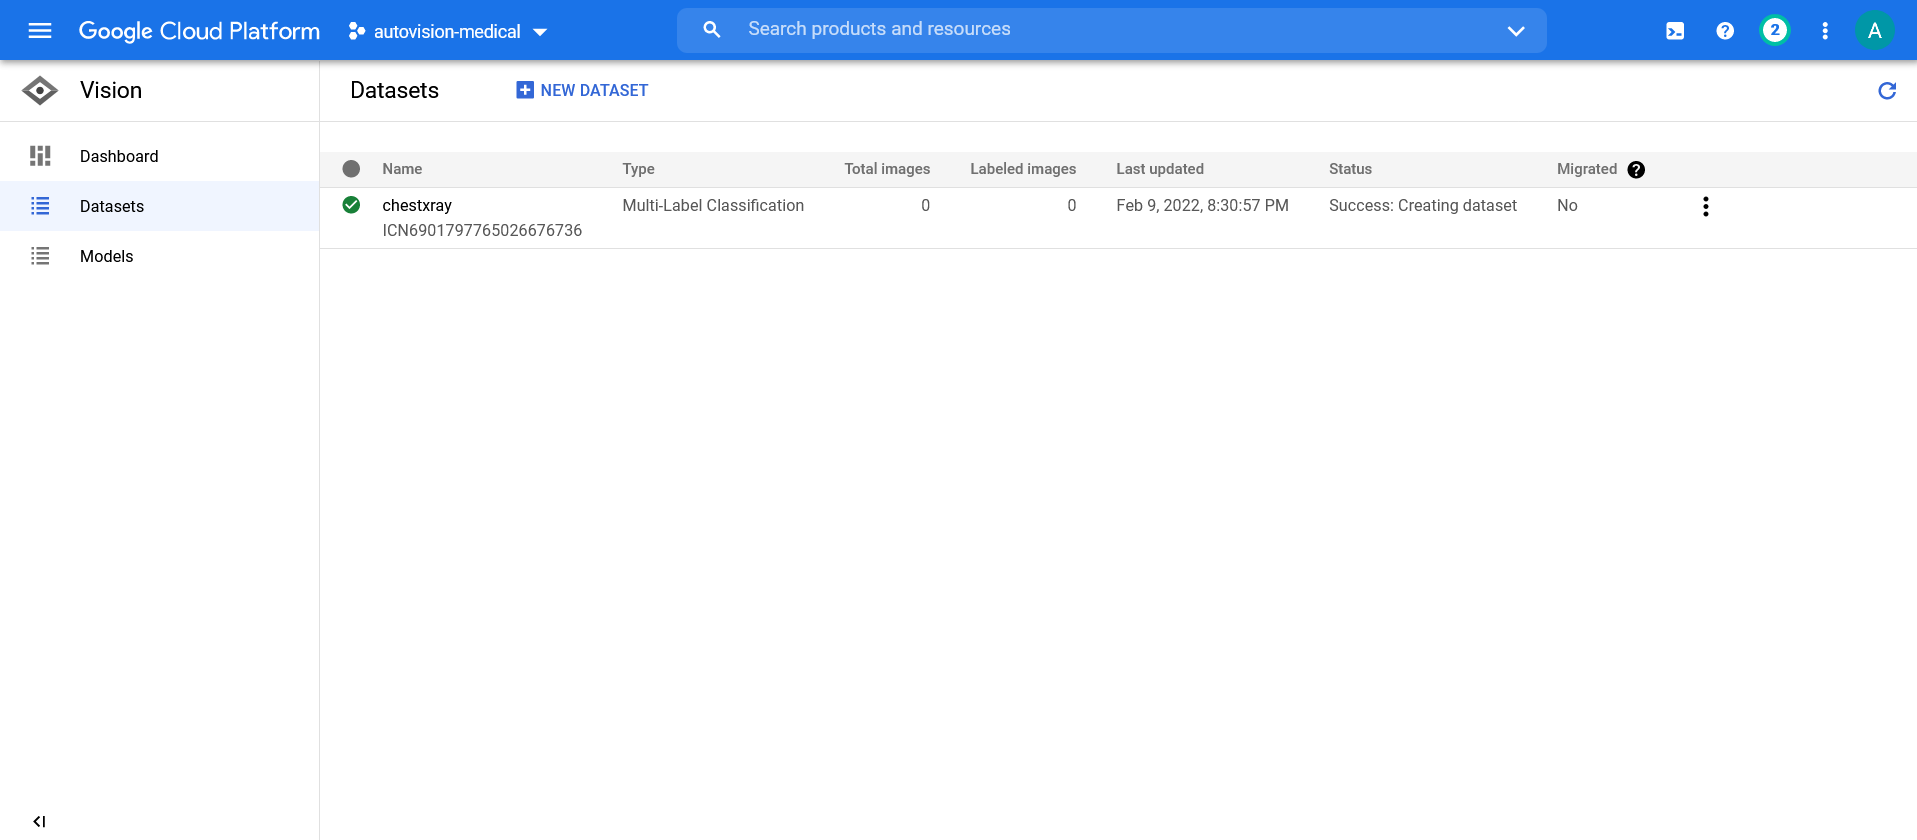 Google Cloud Platform autovision-medical Search products and resources 2 A
Vision Datasets NEW DATASET
Dashboard
Datasets
Models
Name Type Total images Labeled images Last updated Status Migrated ?
chestxray Multi-Label Classification 0 0 Feb 9, 2022, 8:30:57 PM Success: Creating dataset No
ICN6901797765026676736